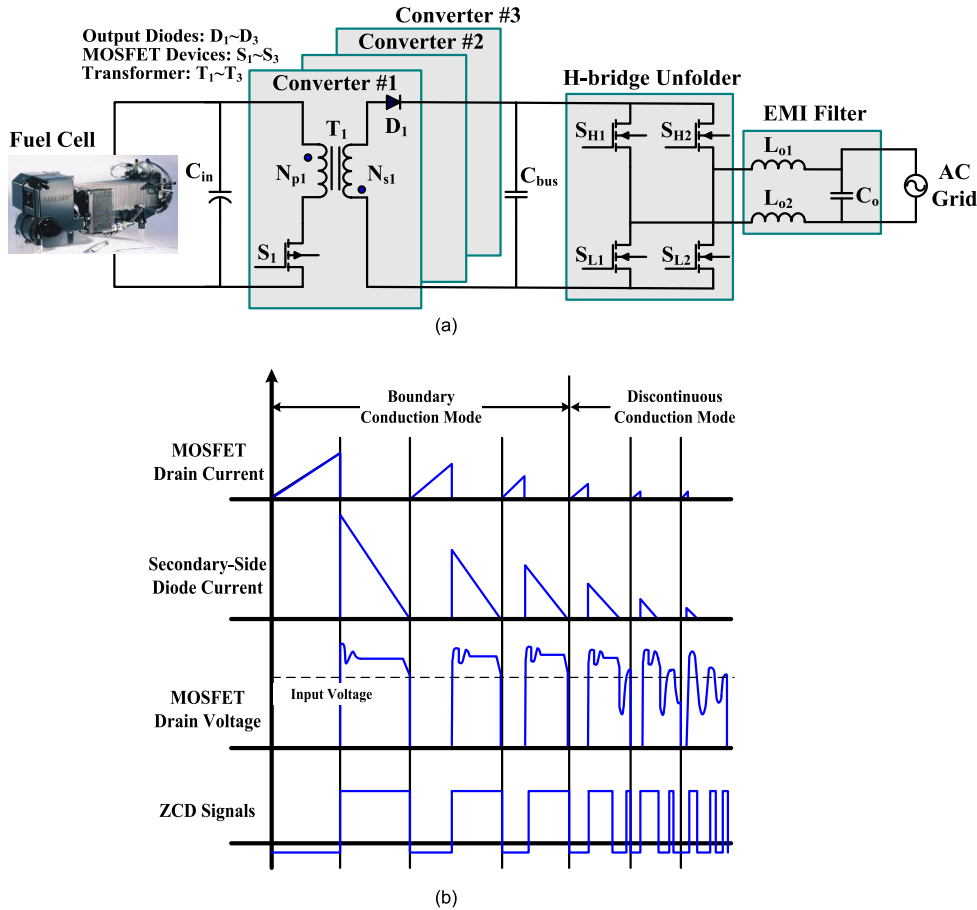 Converter #3
Output Diodes: D1~D3
Converter #2
MOSFET Devices: S1~S3
Transformer: T1~T3
Converter #1
H-bridge Unfolder
EMI Filter
Fuel Cell
Cin
Np1
T1
Ns1
D1
S1
Cbus
SH1
SH2
SL1
SL2
Lo1
Lo2
Co
AC
Grid
(a)
Boundary
Conduction Mode
Discontinuous
Conduction Mode
MOSFET
Drain Current
Secondary-Side
Diode Current
Input Voltage
MOSFET
Drain Voltage
ZCD Signals
(b)